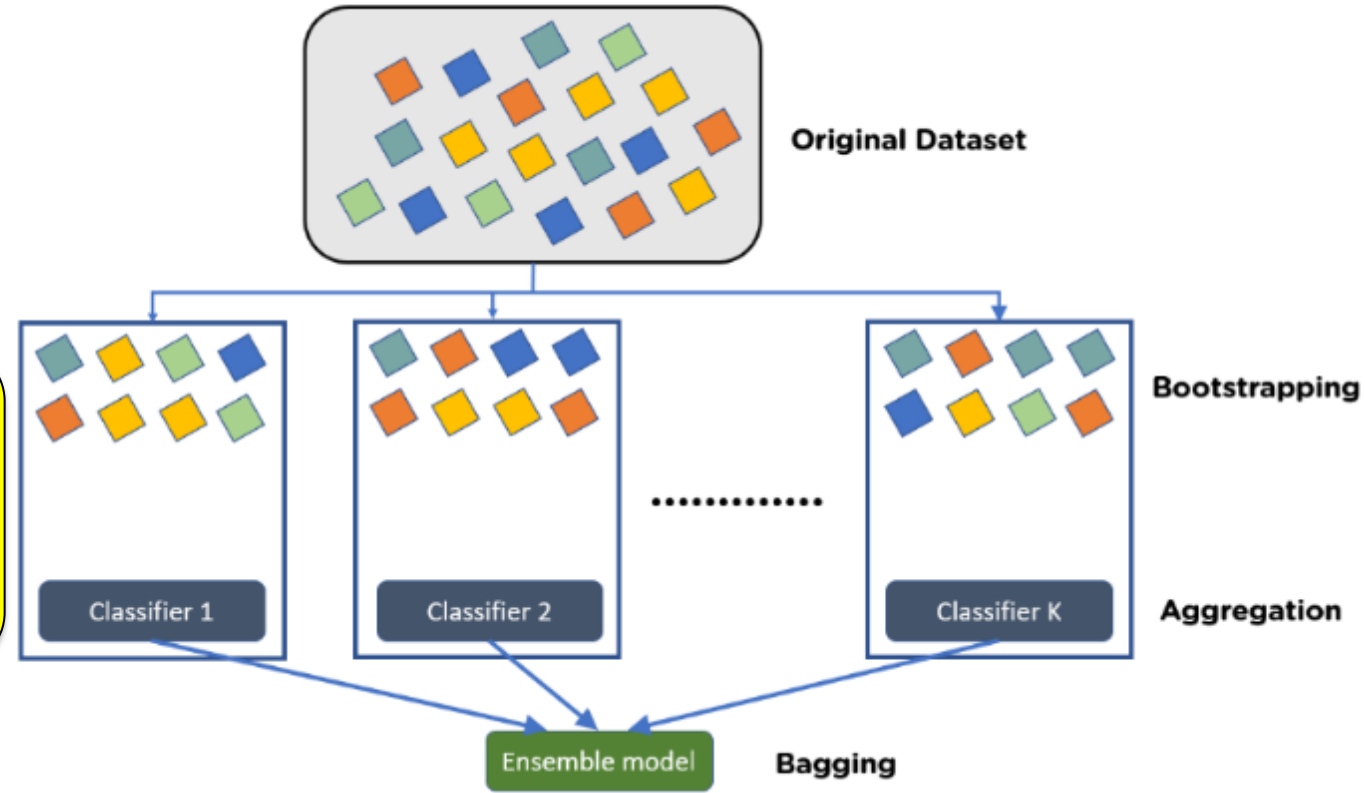 Original Dataset
Bootstrapping
.............
Classifier 1
Classifier 2
Classifier K
Aggregation
Ensemble model
Bagging